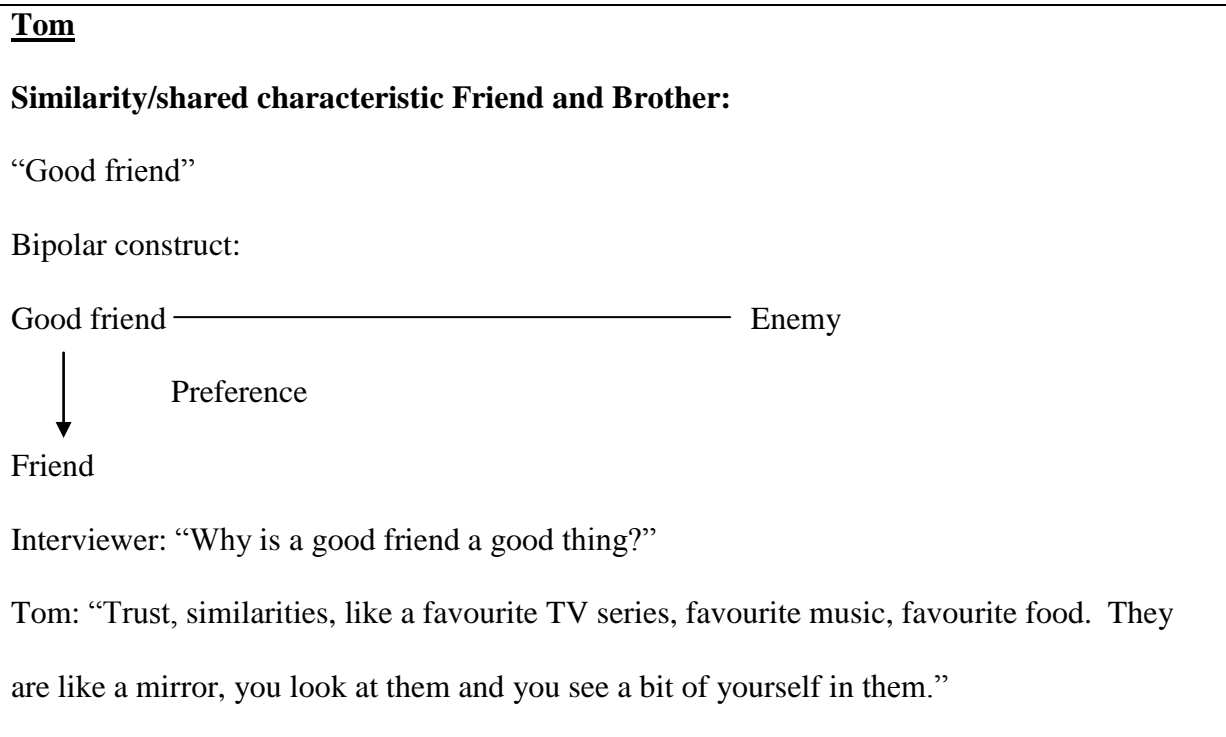 Tom
Similarity/shared characteristic Friend and Brother:
“Good friend”
Bipolar construct:
Good friend Enemy
Preference
Friend
Interviewer: “Why is a good friend a good thing?”
Tom: “Trust, similarities, like a favourite TV series, favourite music, favourite food.  They
are like a mirror, you look at them and you see a bit of yourself in them.”